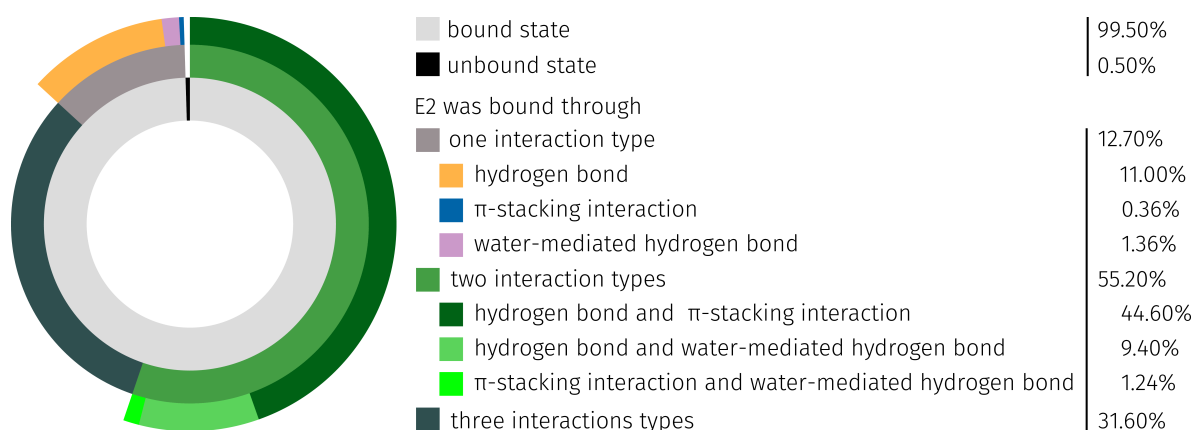 bound state 99.50%
unbound state 0.50%
E2 was bound through
one interaction type 12.70%
hydrogen bond 11.00%
π-stacking interaction 0.36%
water-mediated hydrogen bond 1.36%
two interaction types 55.20%
hydrogen bond and π-stacking interaction 44.60%
hydrogen bond and water-mediated hydrogen bond 9.40%
π-stacking interaction and water-mediated hydrogen bond 1.24%
three interactions types 31.60%